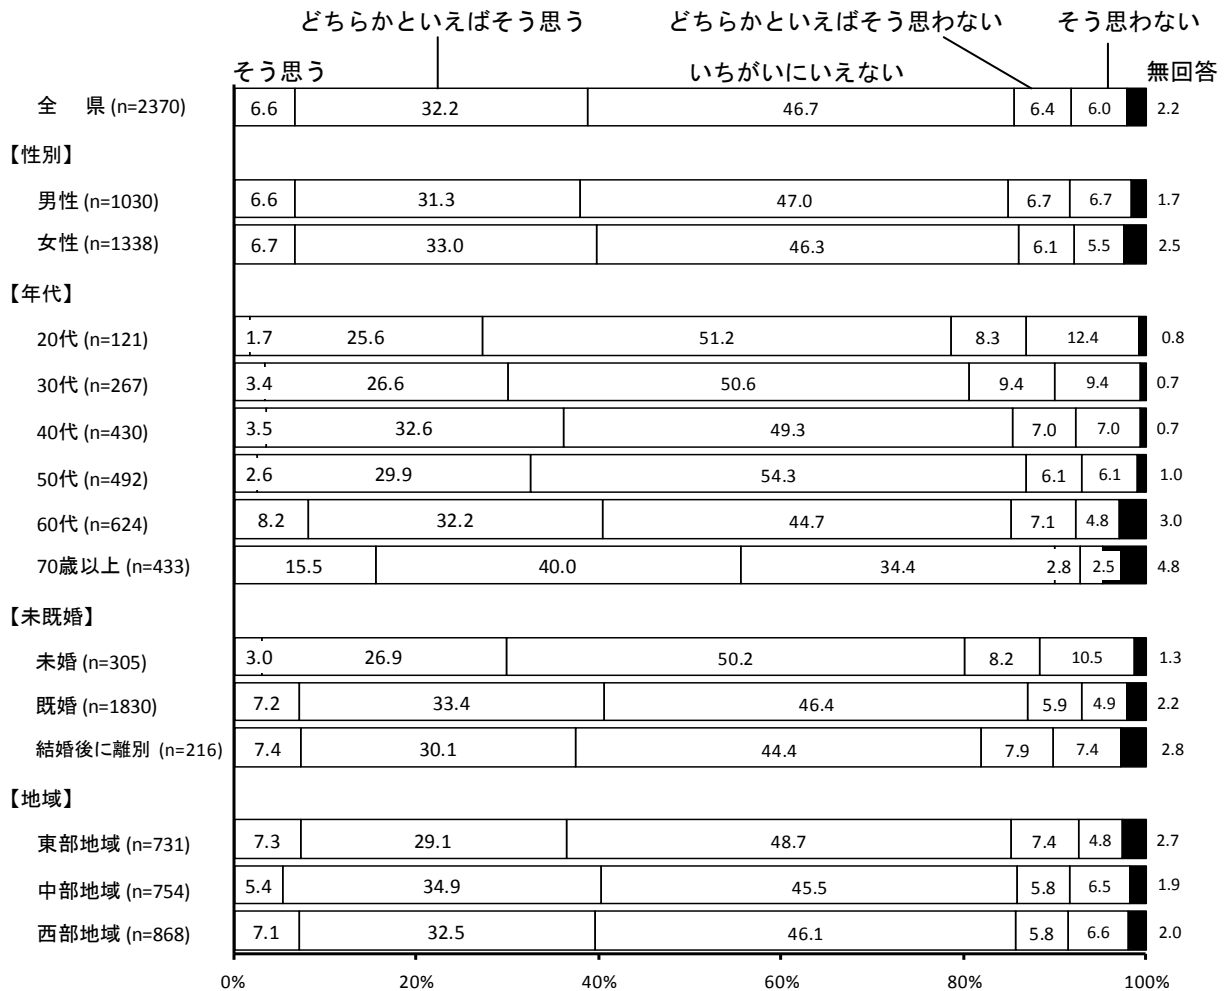 どちらかといえばそう思う どちらかといえばそう思わない そう思わない
そう思う いちがいにいえない 無回答
全 県 (n=2370) 6.6 32.2 46.7 6.4 6.0 2.2
【性別】
男性 (n=1030) 6.6 31.3 47.0 6.7 6.7 1.7
女性 (n=1338) 6.7 33.0 46.3 6.1 5.5 2.5
【年代】
20代 (n=121) 1.7 25.6 51.2 8.3 12.4 0.8
30代 (n=267) 3.4 26.6 50.6 9.4 9.4 0.7
40代 (n=430) 3.5 32.6 49.3 7.0 7.0 0.7
50代 (n=492) 2.6 29.9 54.3 6.1 6.1 1.0
60代 (n=624) 8.2 32.2 44.7 7.1 4.8 3.0
70歳以上 (n=433) 15.5 40.0 34.4 2.8 2.5 4.8
【未既婚】
未婚 (n=305) 3.0 26.9 50.2 8.2 10.5 1.3
既婚 (n=1830) 7.2 33.4 46.4 5.9 4.9 2.2
結婚後に離別 (n=216) 7.4 30.1 44.4 7.9 7.4 2.8
【地域】
東部地域 (n=731) 7.3 29.1 48.7 7.4 4.8 2.7
中部地域 (n=754) 5.4 34.9 45.5 5.8 6.5 1.9
西部地域 (n=868) 7.1 32.5 46.1 5.8 6.6 2.0
0% 20% 40% 60% 80% 100%